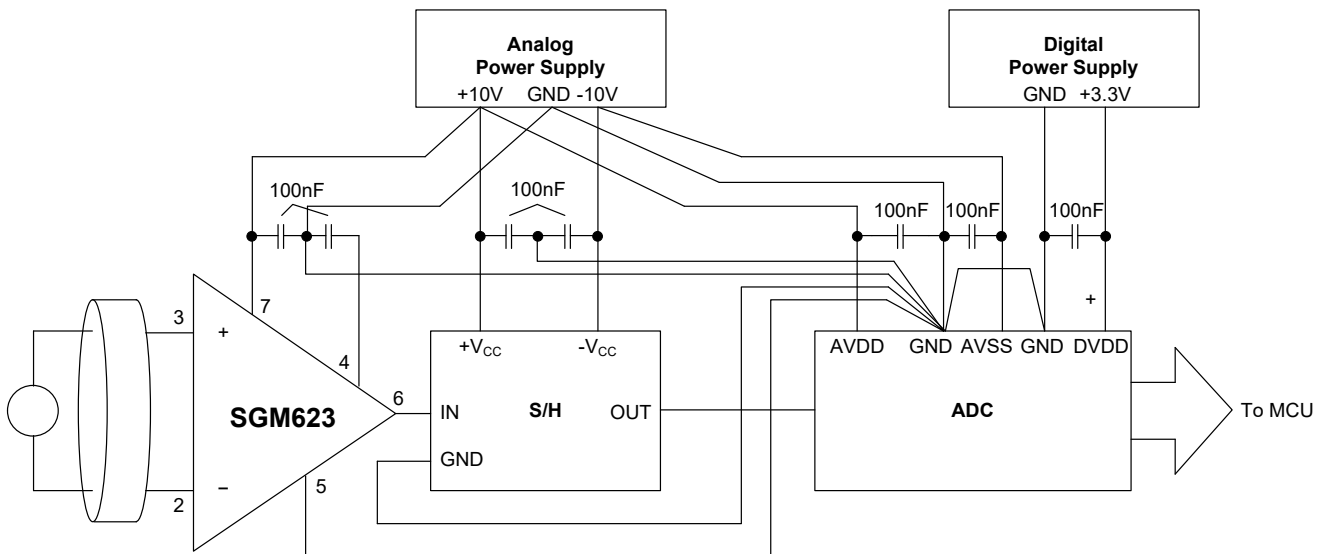 Analog
Power Supply
+10V GND -10V
Digital
Power Supply
GND +3.3V
100nF
100nF
100nF
100nF
100nF
7
3
+
4
+
+VCC
-VCC
AVDD GND AVSS GND DVDD
6
SGM623
IN
S/H
OUT
ADC
To MCU
GND
5
2
−